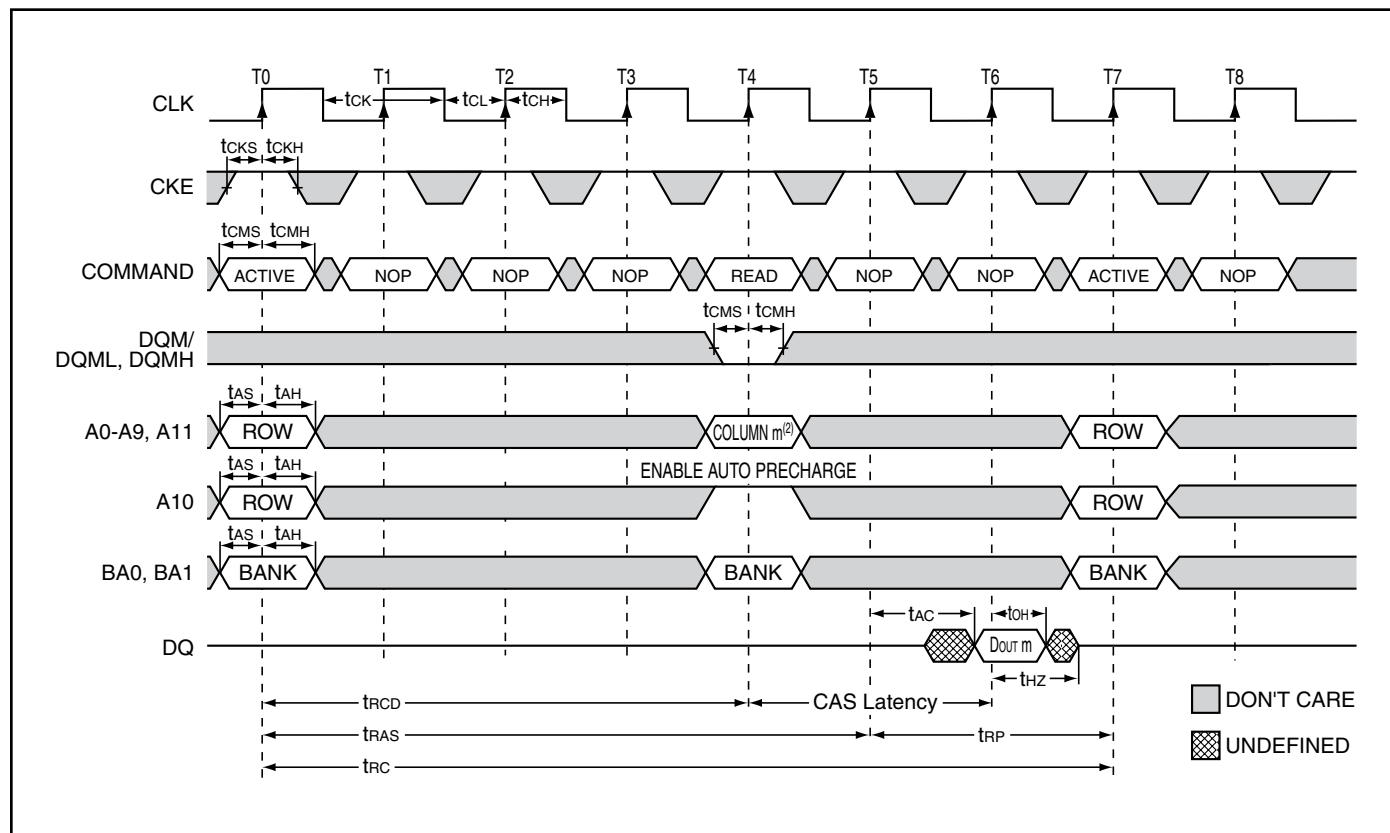 T0 T1 T2 T3 T4 T5 T6 T7 T8
CLK
tCK tCL tCH
tCKS tCKH
CKE
tCMS tCMH
COMMAND ACTIVE NOP NOP NOP READ NOP NOP ACTIVE NOP
tCMS tCMH
DQM/
DQML, DQMH
tAS tAH
A0-A9, A11 ROW COLUMN m(2) ROW
tAS tAH ENABLE AUTO PRECHARGE
A10 ROW ROW
tAS tAH
BA0, BA1 BANK BANK BANK
tAC tOH
DQ DOUT m
tHZ
tRCD CAS Latency
DON'T CARE
tRAS tRP
UNDEFINED
tRC